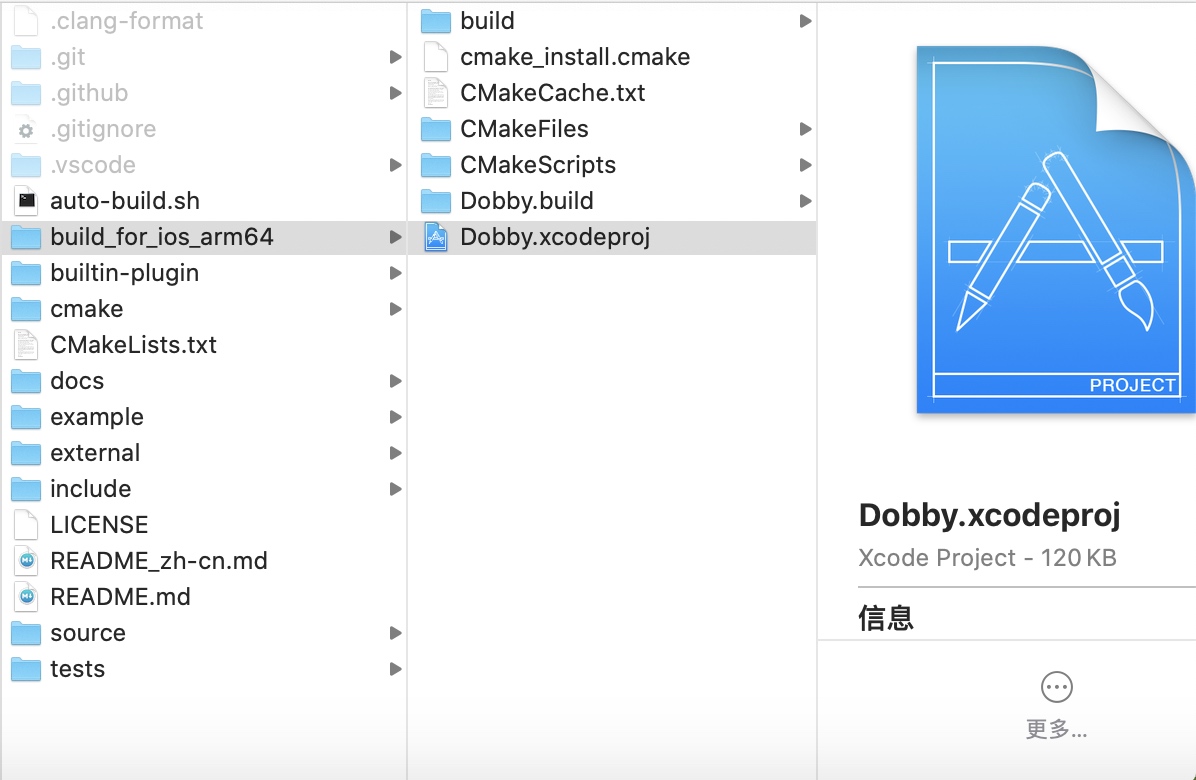 .clang-format
.git
.github
.gitignore
.vscode
auto-build.sh
build_for_ios_arm64
builtin-plugin
cmake
CMakeLists.txt
docs
example
external
include
LICENSE
README_zh-cn.md
README.md
source
tests
build
cmake_install.cmake
CMakeCache.txt
CMakeFiles
CMakeScripts
Dobby.build
Dobby.xcodeproj
PROJECT
Dobby.xcodeproj
Xcode Project - 120 KB
信息
更多...